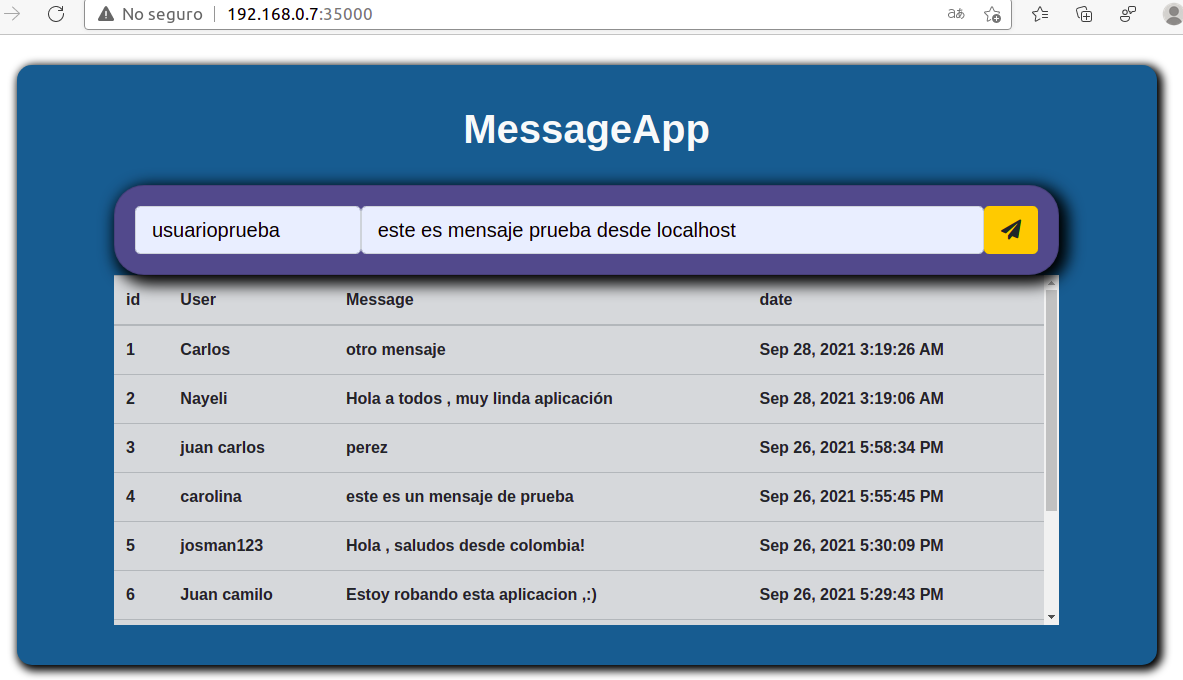 No seguro 192.168.0.7:35000
MessageApp
usuarioprueba este es mensaje prueba desde localhost
id User Message date
1 Carlos otro mensaje Sep 28, 2021 3:19:26 AM
2 Nayeli Hola a todos , muy linda aplicación Sep 28, 2021 3:19:06 AM
3 juan carlos perez Sep 26, 2021 5:58:34 PM
4 carolina este es un mensaje de prueba Sep 26, 2021 5:55:45 PM
5 josman123 Hola , saludos desde colombia! Sep 26, 2021 5:30:09 PM
6 Juan camilo Estoy robando esta aplicacion ,:) Sep 26, 2021 5:29:43 PM